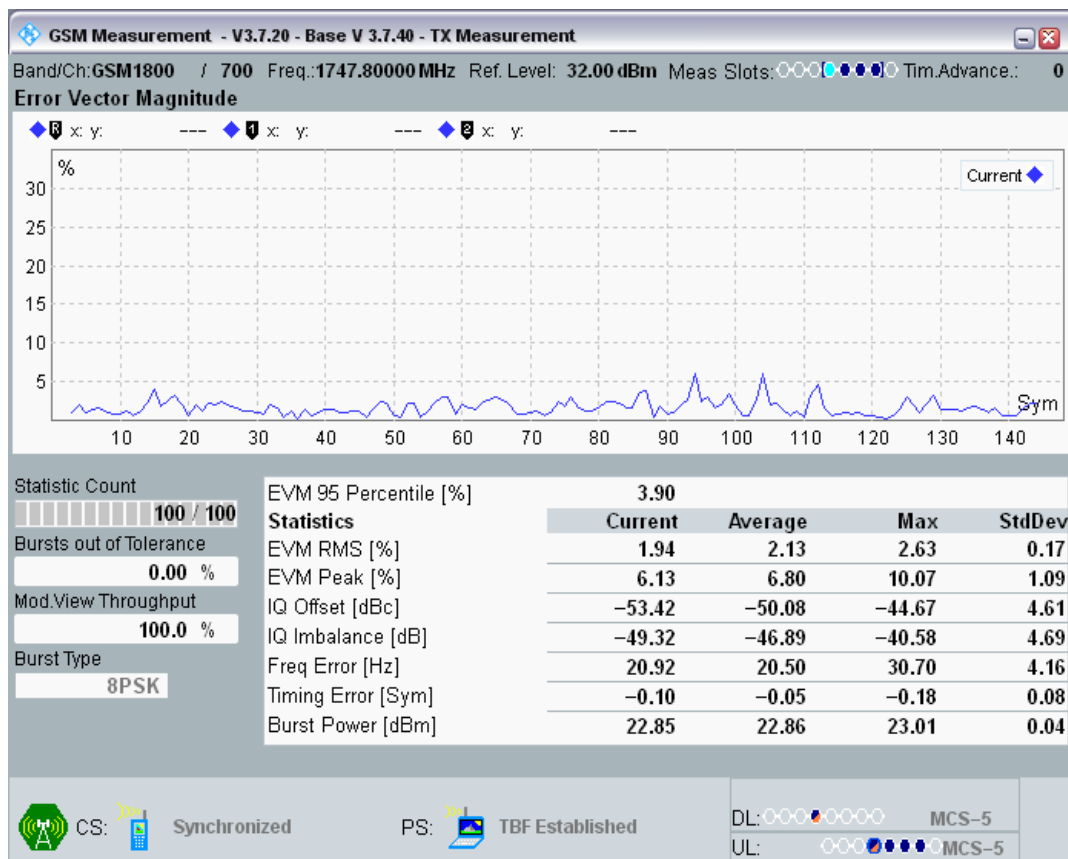 GSM Measurement - V3.7.20 - Base V 3.7.40 - TX Measurement
Band/Ch:GSM1800 / 700 Freq.:1747.80000 MHz Ref. Level: 32.00 dBm Meas Slots: Tim.Advance.: 0
Error Vector Magnitude
R x: y: --- 1 x: y: --- 2 x: y: ---
%
Current
30
25
20
15
10
5
Sym
10 20 30 40 50 60 70 80 90 100 110 120 130 140
Statistic Count
100 / 100
Bursts out of Tolerance
0.00 %
Mod.View Throughput
100.0 %
Burst Type
8PSK
EVM 95 Percentile [%] 3.90
Statistics Current Average Max StdDev
EVM RMS [%] 1.94 2.13 2.63 0.17
EVM Peak [%] 6.13 6.80 10.07 1.09
IQ Offset [dBc] −53.42 −50.08 −44.67 4.61
IQ Imbalance [dB] −49.32 −46.89 −40.58 4.69
Freq Error [Hz] 20.92 20.50 30.70 4.16
Timing Error [Sym] −0.10 −0.05 −0.18 0.08
Burst Power [dBm] 22.85 22.86 23.01 0.04
CS: Synchronized PS: TBF Established
DL: MCS−5
UL: MCS−5